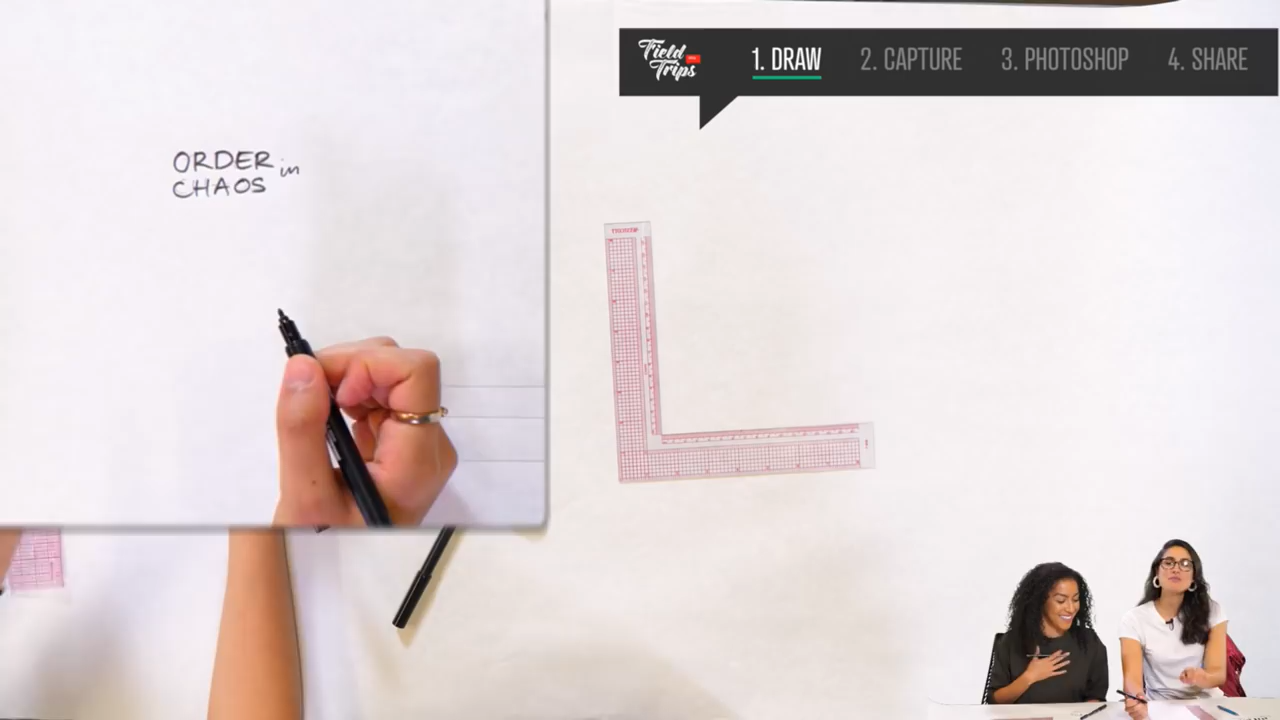 Field Trips
1. DRAW
2. CAPTURE
3. PHOTOSHOP
4. SHARE
ORDER in
CHAOS